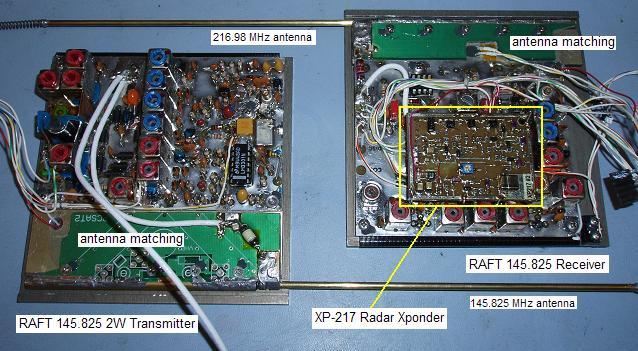 216.98 MHz antenna
antenna matching
PCSAT2
antenna matching
RAFT 145.825 Receiver
145.825 MHz antenna
XP-217 Radar Xponder
RAFT 145.825 2W Transmitter